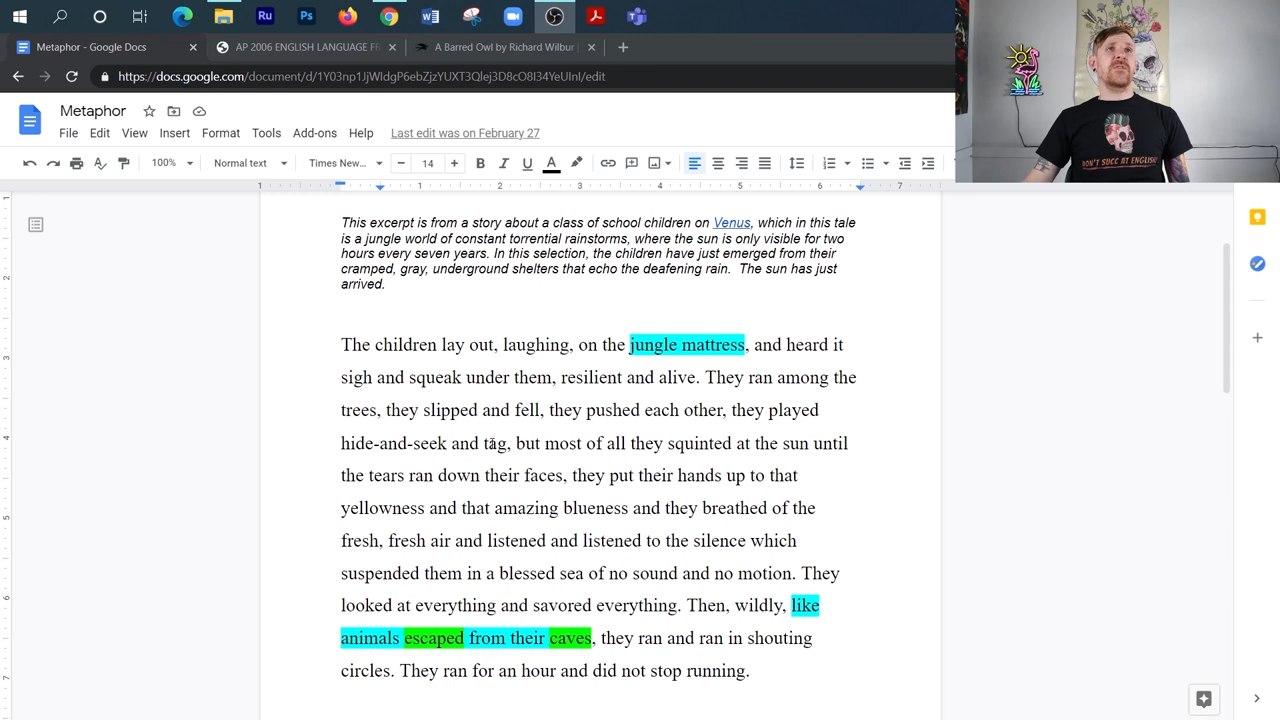 Metaphor - Google Docs
AP 2006 ENGLISH LANGUAGE FR
A Barred Owl by Richard Wilbur
https://docs.google.com/document/d/1Y03np1JjWIdgP6ebZjzYUXT3Qlej3D8cO8I34YeUInI/edit
Metaphor
File Edit View Insert Format Tools Add-ons Help Last edit was on February 27
100% Normal text Times New... 14
DON'T SUCC AT ENGLISH!
1 1 2 3 4 5 6 7
This excerpt is from a story about a class of school children on Venus, which in this tale
is a jungle world of constant torrential rainstorms, where the sun is only visible for two
hours every seven years. In this selection, the children have just emerged from their
cramped, gray, underground shelters that echo the deafening rain. The sun has just
arrived.
The children lay out, laughing, on the jungle mattress, and heard it
sigh and squeak under them, resilient and alive. They ran among the
trees, they slipped and fell, they pushed each other, they played
hide-and-seek and tag, but most of all they squinted at the sun until
the tears ran down their faces, they put their hands up to that
yellowness and that amazing blueness and they breathed of the
fresh, fresh air and listened and listened to the silence which
suspended them in a blessed sea of no sound and no motion. They
looked at everything and savored everything. Then, wildly, like
animals escaped from their caves, they ran and ran in shouting
circles. They ran for an hour and did not stop running.